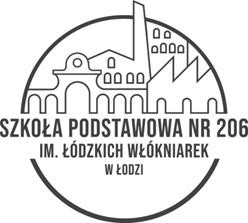 SZKOŁA PODSTAWOWA NR 206
IM. ŁÓDZKICH WŁÓKNIAREK
W ŁODZI